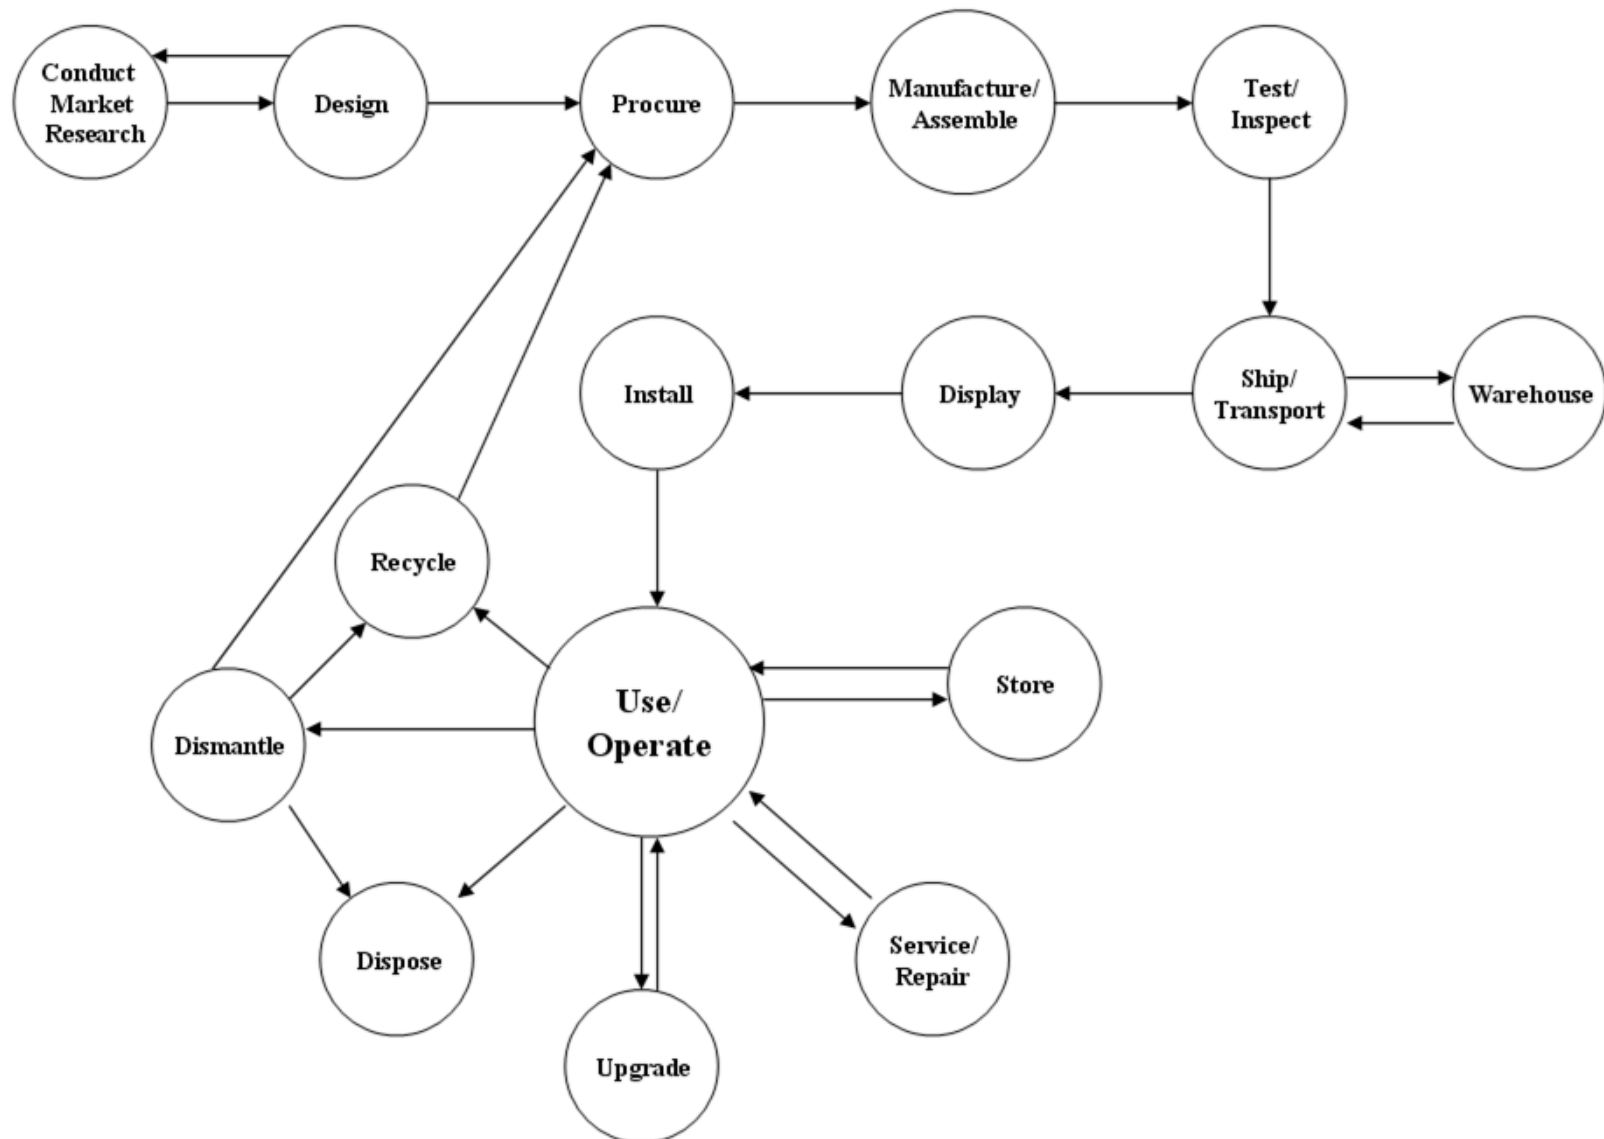 Conduct
Market
Research
Design
Procure
Manufacture/
Assemble
Test/
Inspect
Install
Display
Ship/
Transport
Warehouse
Recycle
Use/
Operate
Store
Dismantle
Dispose
Service/
Repair
Upgrade